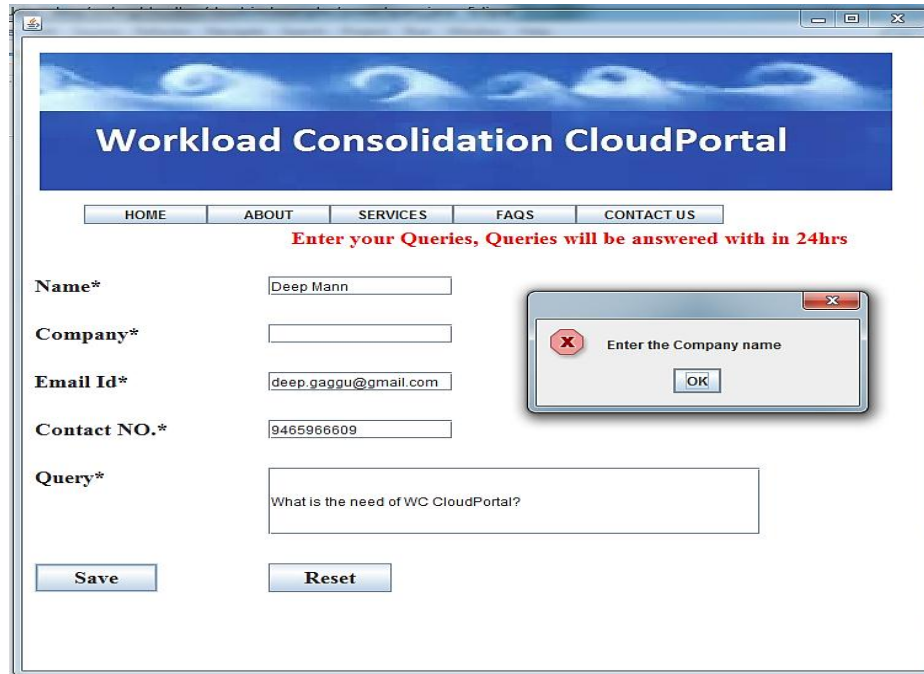 Workload Consolidation CloudPortal
HOME ABOUT SERVICES FAQS CONTACT US
Enter your Queries, Queries will be answered with in 24hrs
Name* Deep Mann
Company*
Enter the Company name
OK
Email Id* deep.gaggu@gmail.com
Contact NO.* 9465966609
Query* What is the need of WC CloudPortal?
Save Reset